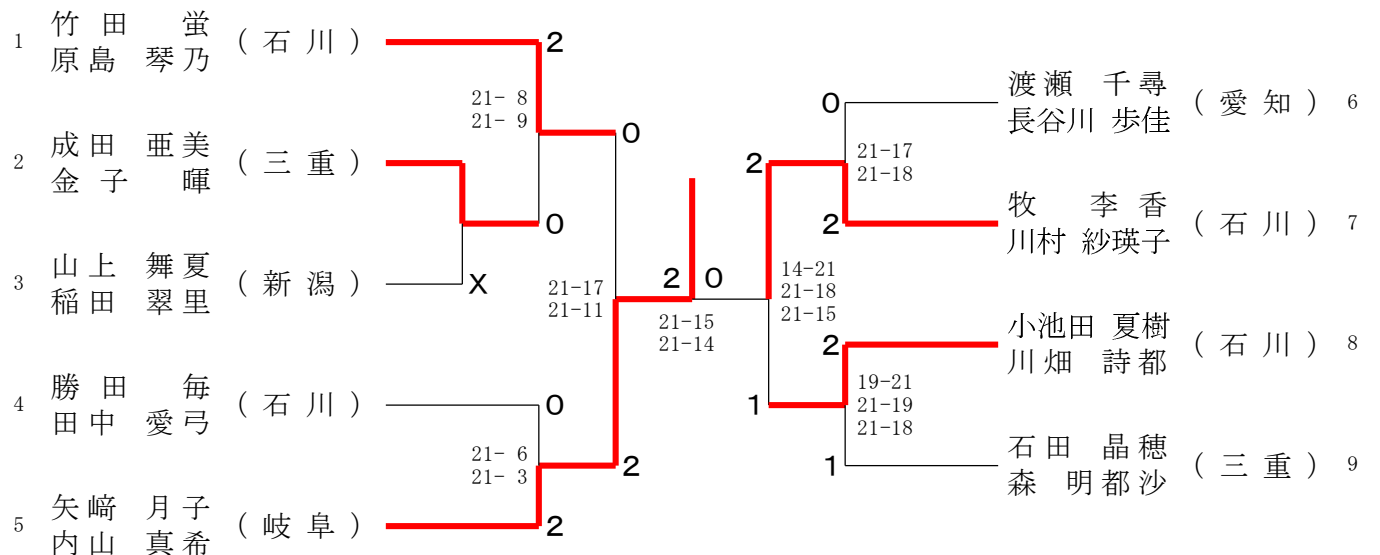 1 竹田 蛍
原島 琴乃
(石川)
2
21- 8
21- 9
0
2 成田 亜美
金子 暉
(三重)
0
3 山上 舞夏
稲田 翠里
(新潟)
X
21-17
21-11
4 勝田 毎
田中 愛弓
(石川)
0
21- 6
21- 3
2
5 矢﨑 月子
内山 真希
(岐阜)
2
2 0
21-15
21-14
渡瀬 千尋
長谷川 歩佳
(愛知) 6
0
21-17
21-18
2
牧 李香
川村 紗瑛子
(石川) 7
2
14-21
21-18
21-15
小池田 夏樹
川畑 詩都
(石川) 8
2
19-21
21-19
21-18
1
石田 晶穂
森 明都沙
(三重) 9
1